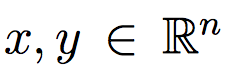 x, y ∈ ℝⁿ